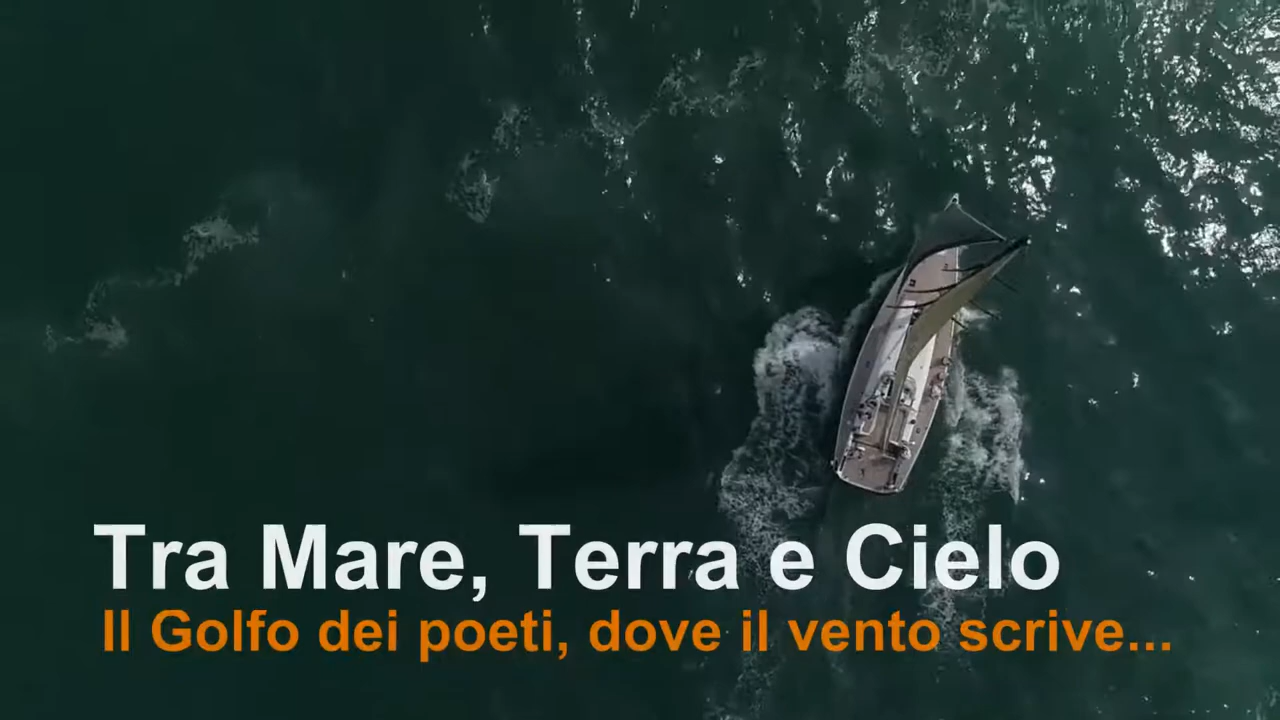 Tra Mare, Terra e Cielo
Il Golfo dei poeti, dove il vento scrive...